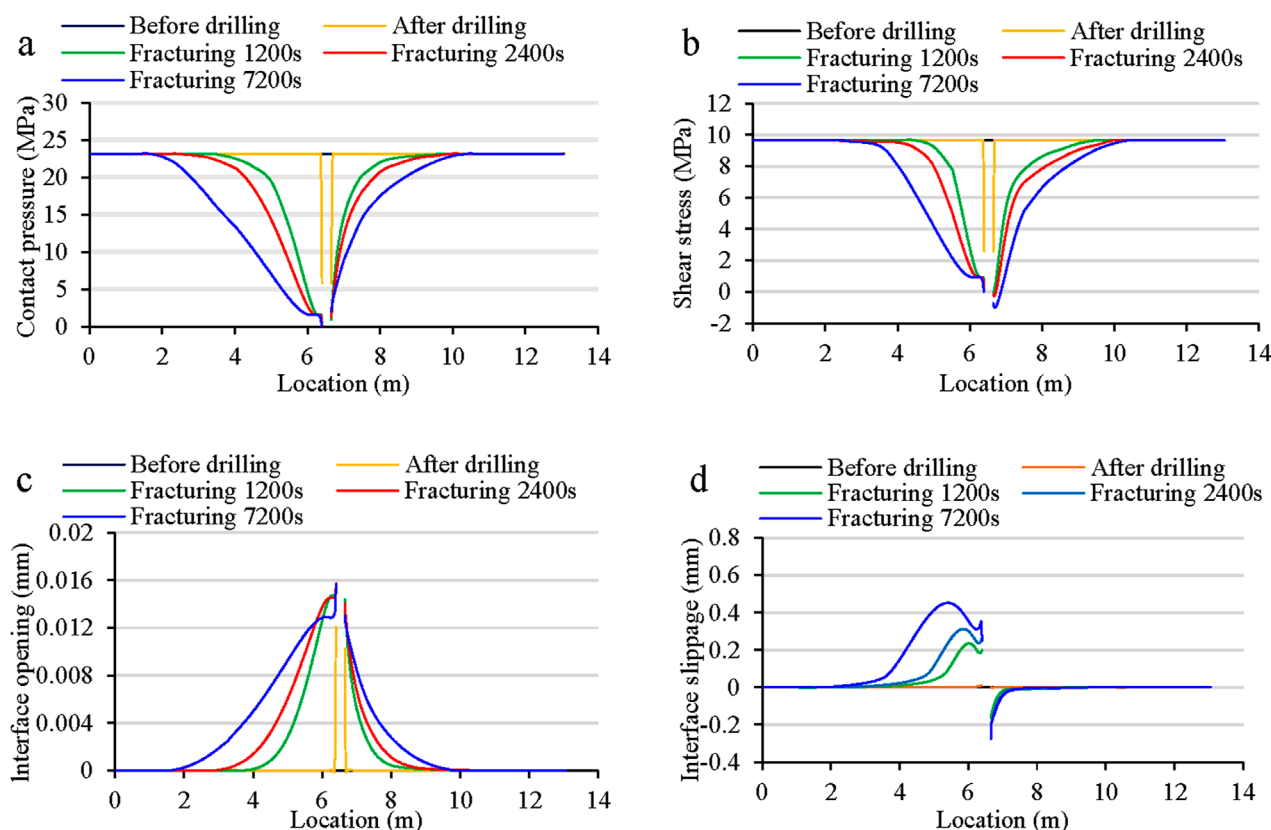 a
Before drilling
After drilling
Fracturing 1200s
Fracturing 2400s
Fracturing 7200s
Contact pressure (MPa)
30
25
20
15
10
5
0
0 2 4 6 8 10 12 14
Location (m)
b
Before drilling
After drilling
Fracturing 1200s
Fracturing 2400s
Fracturing 7200s
Shear stress (MPa)
12
10
8
6
4
2
0
-2
0 2 4 6 8 10 12 14
Location (m)
c
Before drilling
After drilling
Fracturing 1200s
Fracturing 2400s
Fracturing 7200s
Interface opening (mm)
0.02
0.016
0.012
0.008
0.004
0
0 2 4 6 8 10 12 14
Location (m)
d
Before drilling
After drilling
Fracturing 1200s
Fracturing 2400s
Fracturing 7200s
Interface slippage (mm)
0.8
0.6
0.4
0.2
0
-0.2
-0.4
0 2 4 6 8 10 12 14
Location (m)